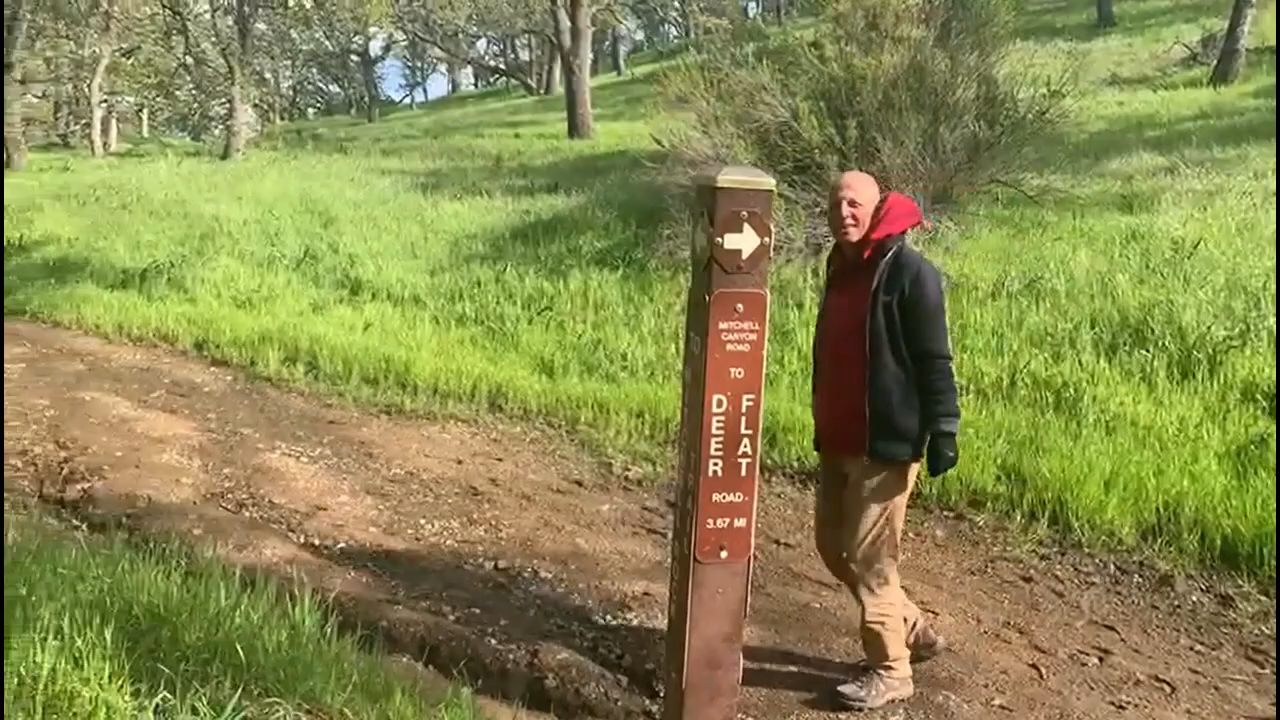 MITCHELL
CANYON
ROAD
TO
DEER FLAT
ROAD-
3.67 MI